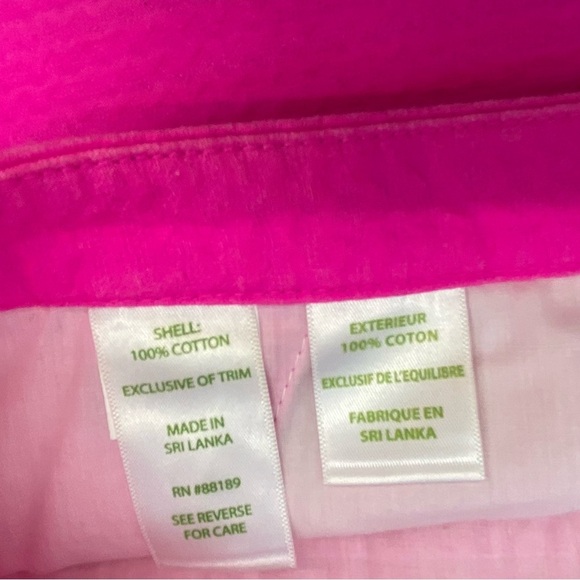 SHELL:
100% COTTON
EXCLUSIVE OF TRIM
MADE IN
SRI LANKA
RN #88189
SEE REVERSE
FOR CARE
EXTERIEUR
100% COTON
EXCLUSIF DE L'EQUILIBRE
FABRIQUE EN
SRI LANKA